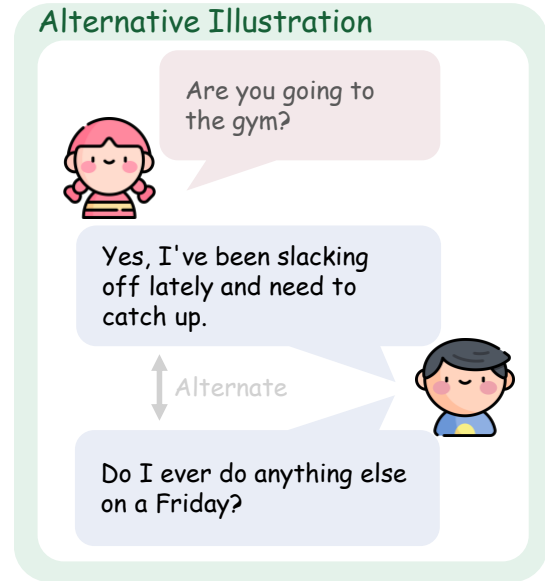 Alternative Illustration
Are you going to
the gym?
Yes, I've been slacking
off lately and need to
catch up.
Alternate
Do I ever do anything else
on a Friday?